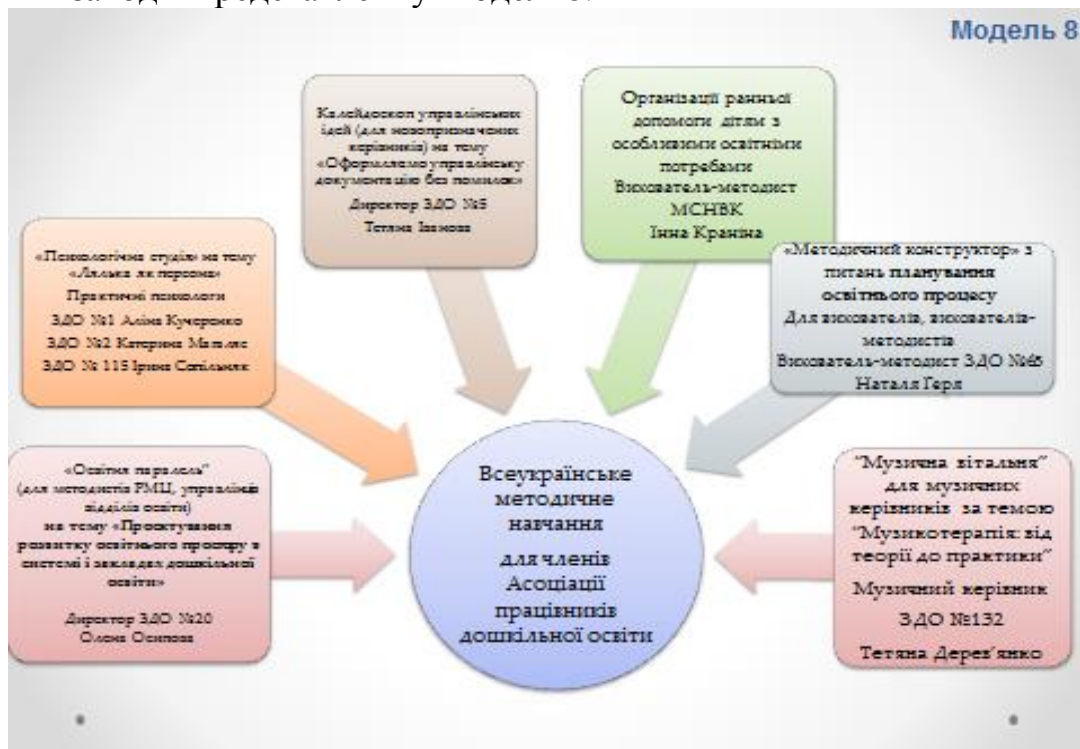 Модель 8
«Освітня паралель"
(для методистів РМЦ, управлінів
відділів освіти)
на тему «Проектування
розвитку освітнього простру в
системі і закладах дошкільної
освіти»
Директор ЗДО №20
Олена Осипова
«Психологічна студія» на тему
«Лялька як персона»
Практичні психологи
ЗДО №1 Аліна Кучеренко
ЗДО №2 Катерина
ЗДО № 115 Ірина Сопільняк
Калейдоскоп управлінських
ідей (для новопризначених
керівників) на тему
«Оформляємо управлінську
документацію без помилок»
Директор ЗДО №5
Тетяна Іванова
Організації ранньої
допомоги дітям з
особливими освітніми
потребами
Вихователь-методист
МСНВК
Інна Краніна
«Методичний конструктор» з
питань планування
освітнього процесу
Для вихователів, вихователів-
методистів
Вихователь-методист ЗДО №65
Наталя Геря
"Музична вітальня"
для музичних
керівників за темою
"Музикотерапія: від
теорії до практики"
Музичний керівник
ЗДО №132
Тетяна Дерев'янко
Всеукраїнське
методичне
навчання
для членів
Асоціації
працівників
дошкільної освіти